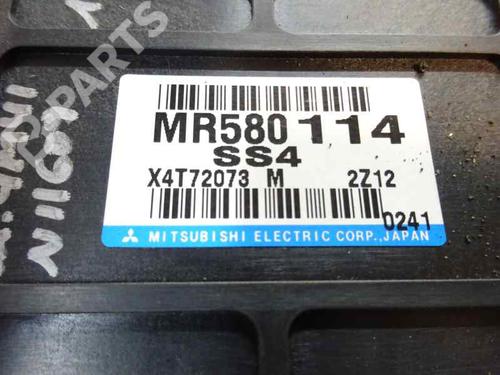 MR580114
SS4
X4T72073 M 2Z12
0241
MITSUBISHI ELECTRIC CORP., JAPAN